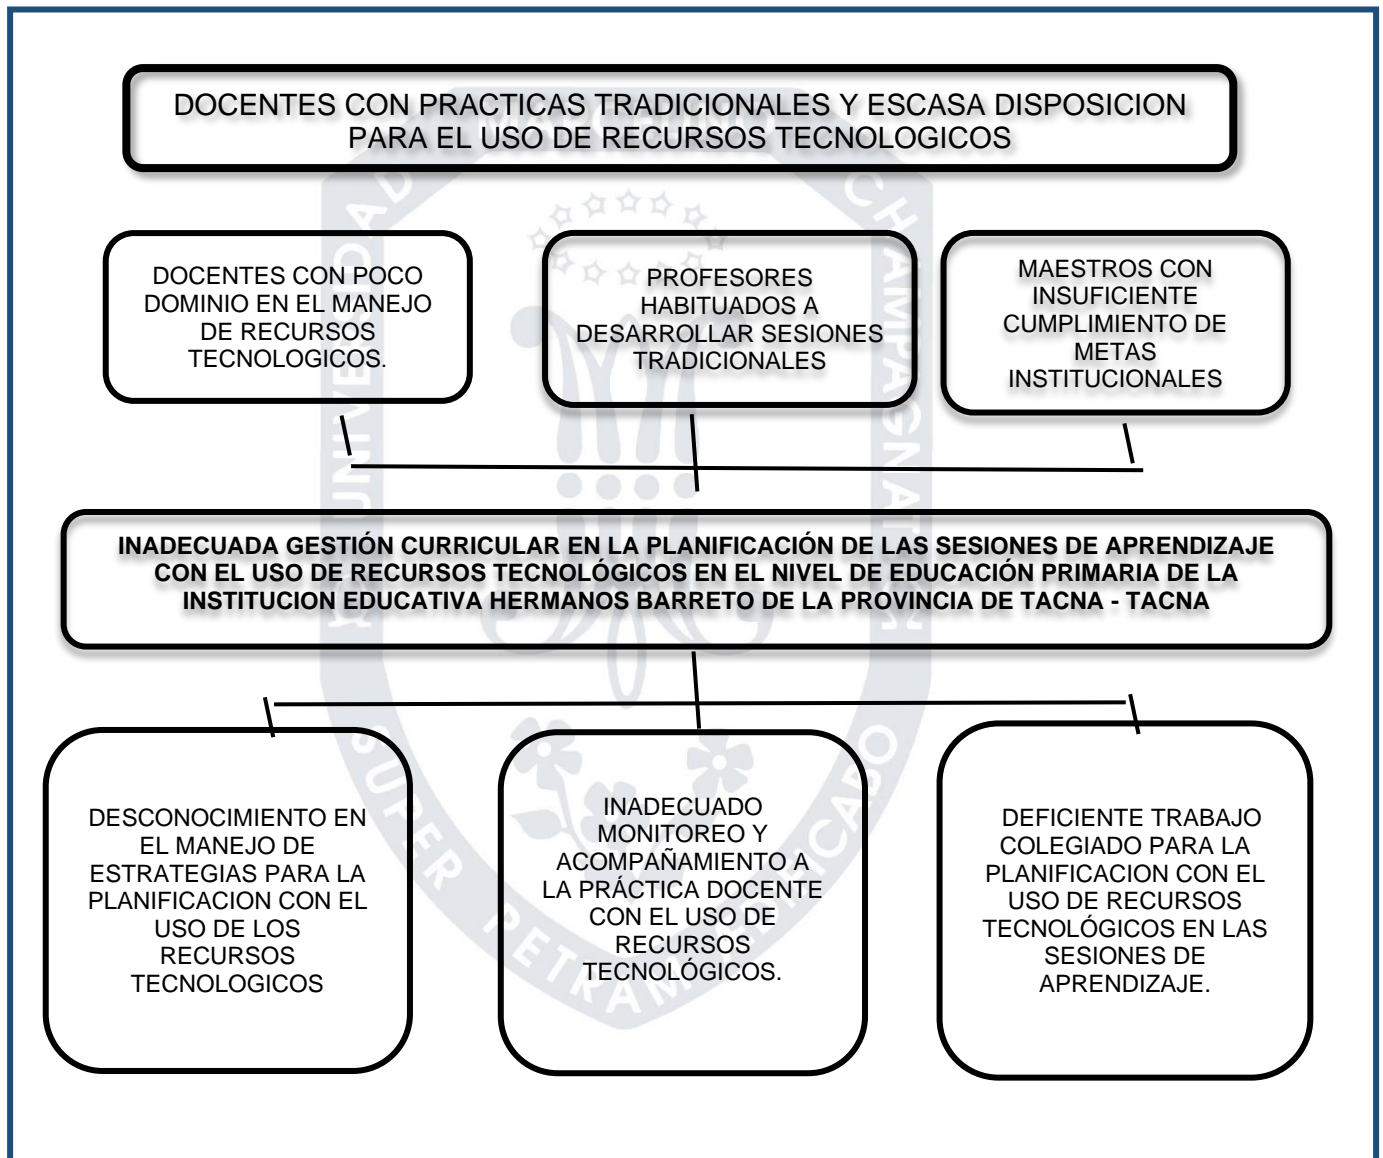 DOCENTES CON PRACTICAS TRADICIONALES Y ESCASA DISPOSICION
PARA EL USO DE RECURSOS TECNOLOGICOS
DOCENTES CON POCO
DOMINIO EN EL MANEJO
DE RECURSOS
TECNOLOGICOS.
PROFESORES
HABITUADOS A
DESARROLLAR SESIONES
TRADICIONALES
MAESTROS CON
INSUFICIENTE
CUMPLIMIENTO DE
METAS
INSTITUCIONALES
INADECUADA GESTIÓN CURRICULAR EN LA PLANIFICACIÓN DE LAS SESIONES DE APRENDIZAJE
CON EL USO DE RECURSOS TECNOLÓGICOS EN EL NIVEL DE EDUCACIÓN PRIMARIA DE LA
INSTITUCION EDUCATIVA HERMANOS BARRETO DE LA PROVINCIA DE TACNA - TACNA
DESCONOCIMIENTO EN
EL MANEJO DE
ESTRATEGIAS PARA LA
PLANIFICACION CON EL
USO DE LOS
RECURSOS
TECNOLOGICOS
INADECUADO
MONITOREO Y
ACOMPAÑAMIENTO A
LA PRÁCTICA DOCENTE
CON EL USO DE
RECURSOS
TECNOLÓGICOS.
DEFICIENTE TRABAJO
COLEGIADO PARA LA
PLANIFICACION CON EL
USO DE RECURSOS
TECNOLÓGICOS EN LAS
SESIONES DE
APRENDIZAJE.
UNIVERSIDAD
CHAMPAGNAT
SUPER PETRAM